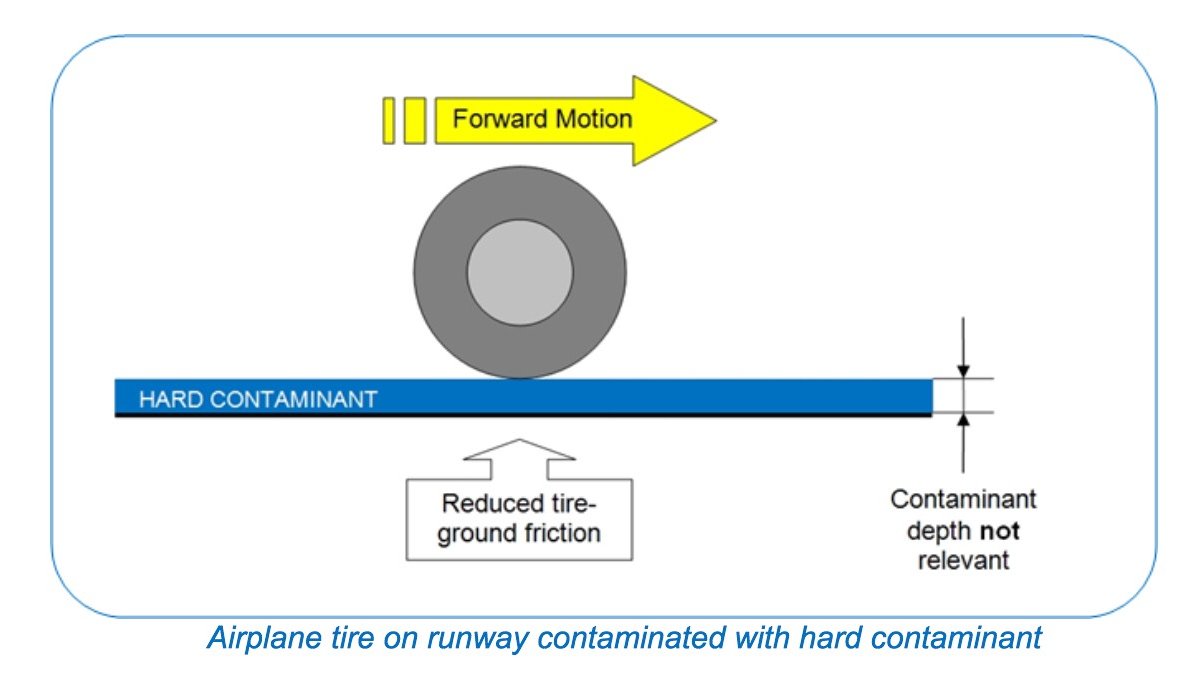 Forward Motion
HARD CONTAMINANT
Reduced tire-
ground friction
Contaminant
depth not
relevant
Airplane tire on runway contaminated with hard contaminant